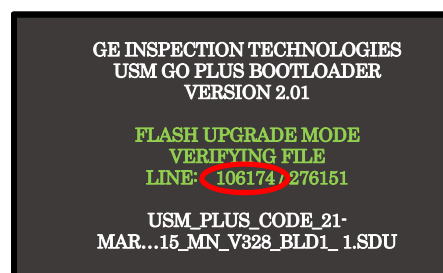 GE INSPECTION TECHNOLOGIES
USM GO PLUS BOOTLOADER
VERSION 2.01
FLASH UPGRADE MODE
VERIFYING FILE
LINE: 106174 / 276151
USM_PLUS_CODE_21-
MAR...15_MN_V328_BLD1_ 1.SDU